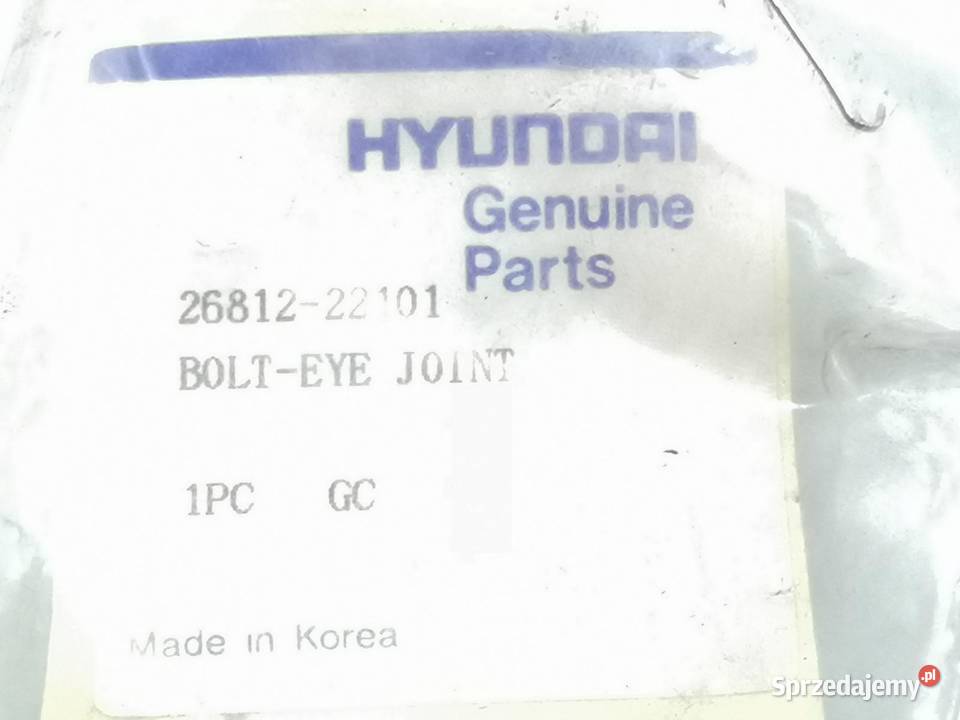 HYUNDAI
Genuine
Parts
26812-22101
BOLT-EYE JOINT
1PC GC
Made in Korea
Sprzedajemy.pl